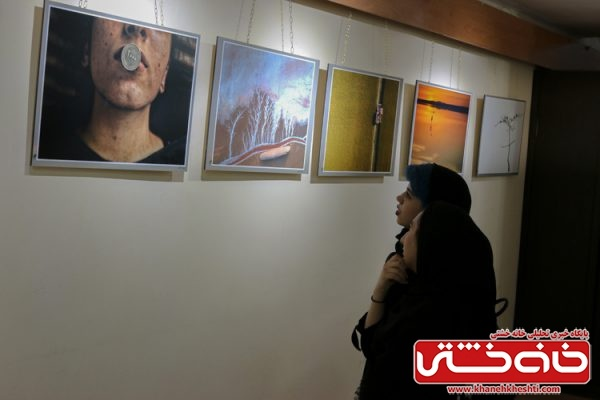 پایگاه خبری تحلیلی خانه خشتی
خانه خشتی
www.khanehkheshti.com